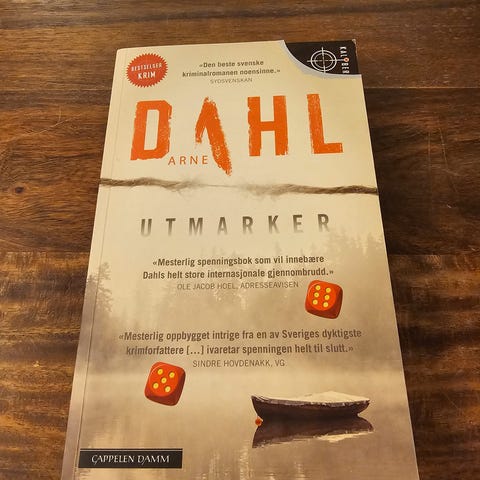 BESTSELGER
KRIM
«Den beste svenske
kriminalromanen noensinne.»
SYDSVENSKAN
KALIBER
DAHL
ARNE
UTMARKER
«Mesterlig spenningsbok som vil innebære
Dahls helt store internasjonale gjennombrudd.»
OLE JACOB HOEL, ADRESSEAVISEN
«Mesterlig oppbygget intrige fra en av Sveriges dyktigste
krimforfattere [...] ivaretar spenningen helt til slutt.»
SINDRE HOVDENAKK, VG
CAPPELEN DAMM